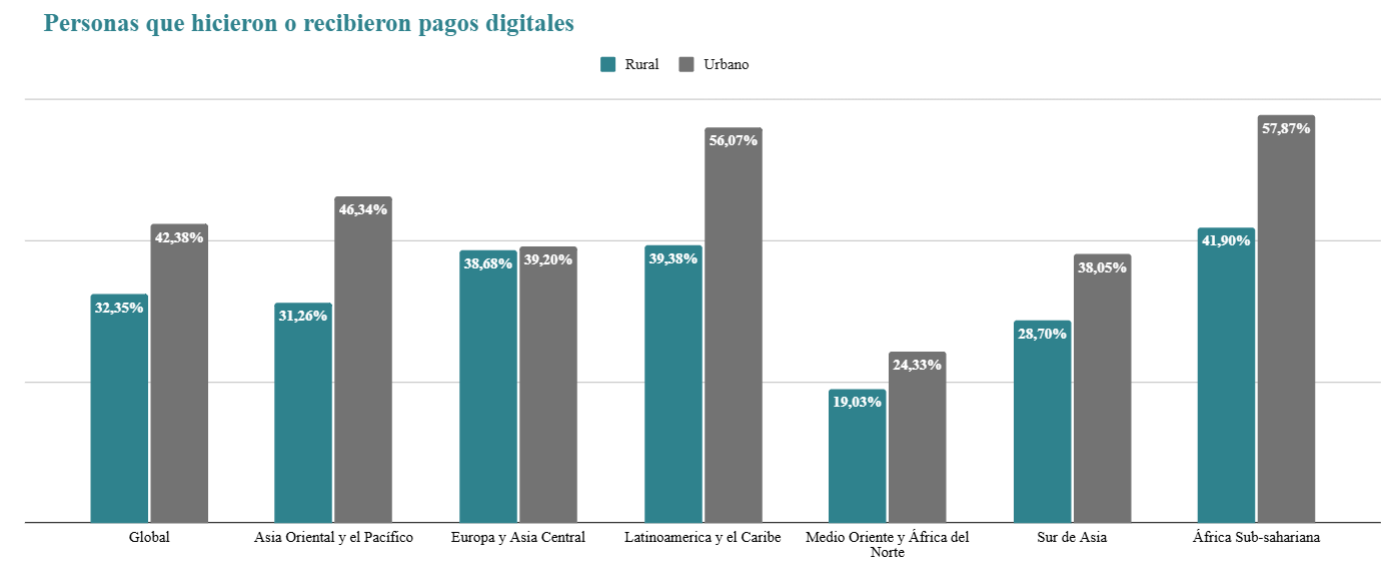 Personas que hicieron o recibieron pagos digitales
Rural Urbano
32,35% 42,38%
31,26% 46,34%
38,68% 39,20%
39,38% 56,07%
19,03% 24,33%
28,70% 38,05%
41,90% 57,87%
Global
Asia Oriental y el Pacífico
Europa y Asia Central
Latinoamerica y el Caribe
Medio Oriente y África del
Norte
Sur de Asia
África Sub-sahariana